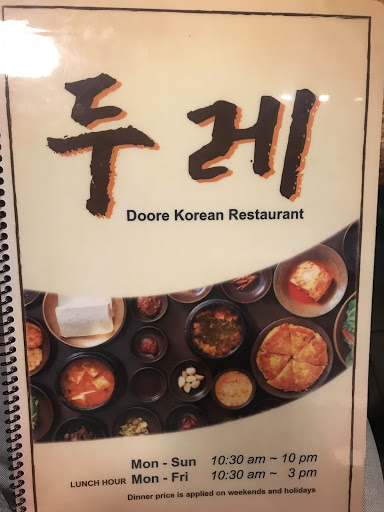 두레
Doore Korean Restaurant
Mon - Sun 10:30 am ~ 10 pm
LUNCH HOUR Mon - Fri 10:30 am ~ 3 pm
Dinner price is applied on weekends and holidays